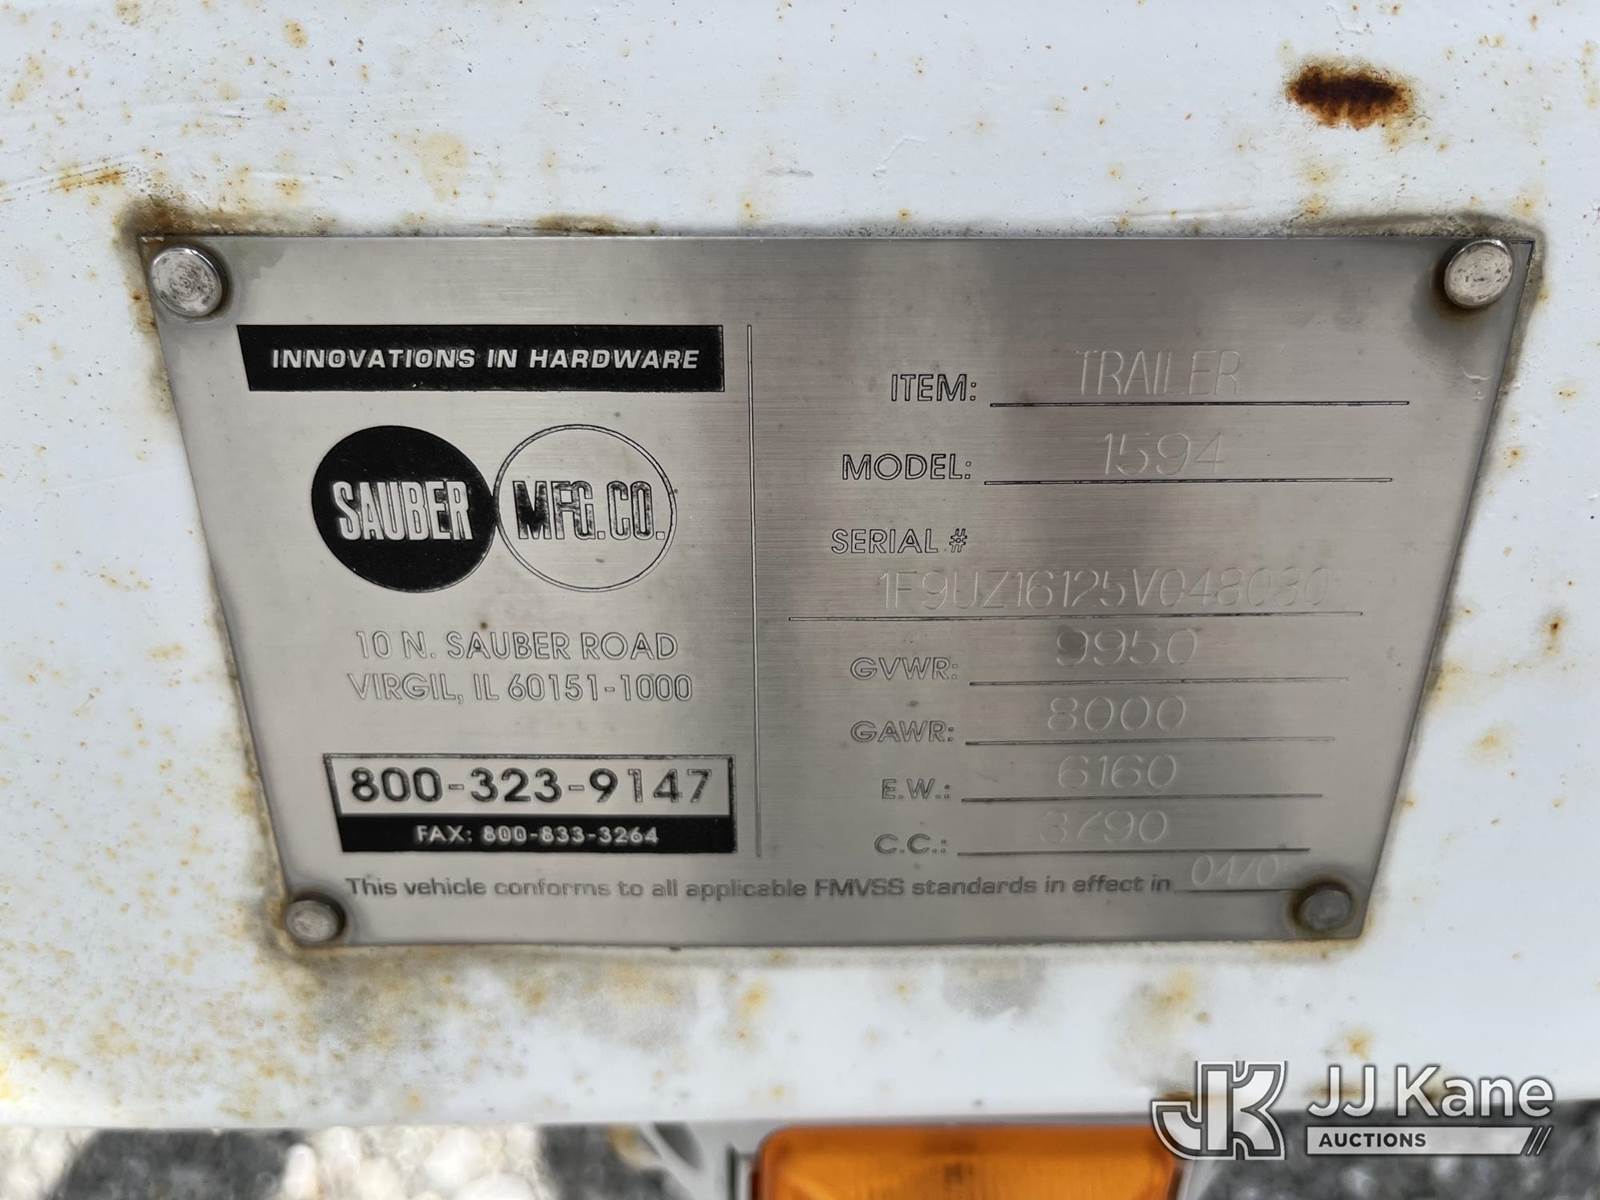 INNOVATIONS IN HARDWARE
SAUBER MFG.CO.
10 N. SAUBER ROAD
VIRGIL, IL 60151-1000
800-323-9147
FAX: 800-833-3264
ITEM: TRAILER
MODEL: 1594
SERIAL #
1F9UZ16125V048080
GVWR: 9950
GAWR: 8000
E.W.: 6160
C.C.: 3790
This vehicle conforms to all applicable FMVSS standards in effect in 04/0
JJ Kane
AUCTIONS